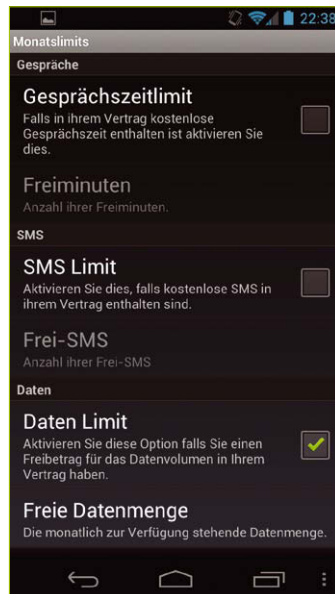 22:38
Monatslimits
Gespräche
Gesprächszeitlimit
Falls in ihrem Vertrag kostenlose
Gesprächszeit enthalten ist aktivieren Sie
dies.
Freiminuten
Anzahl ihrer Freiminuten.
SMS
SMS Limit
Aktivieren Sie dies, falls kostenlose SMS in
ihrem Vertrag enthalten sind.
Frei-SMS
Anzahl ihrer Frei-SMS
Daten
Daten Limit
Aktivieren Sie diese Option falls Sie einen
Freibetrag für das Datenvolumen in Ihrem
Vertrag haben.
Freie Datenmenge
Die monatlich zur Verfügung stehende Datenmenge.